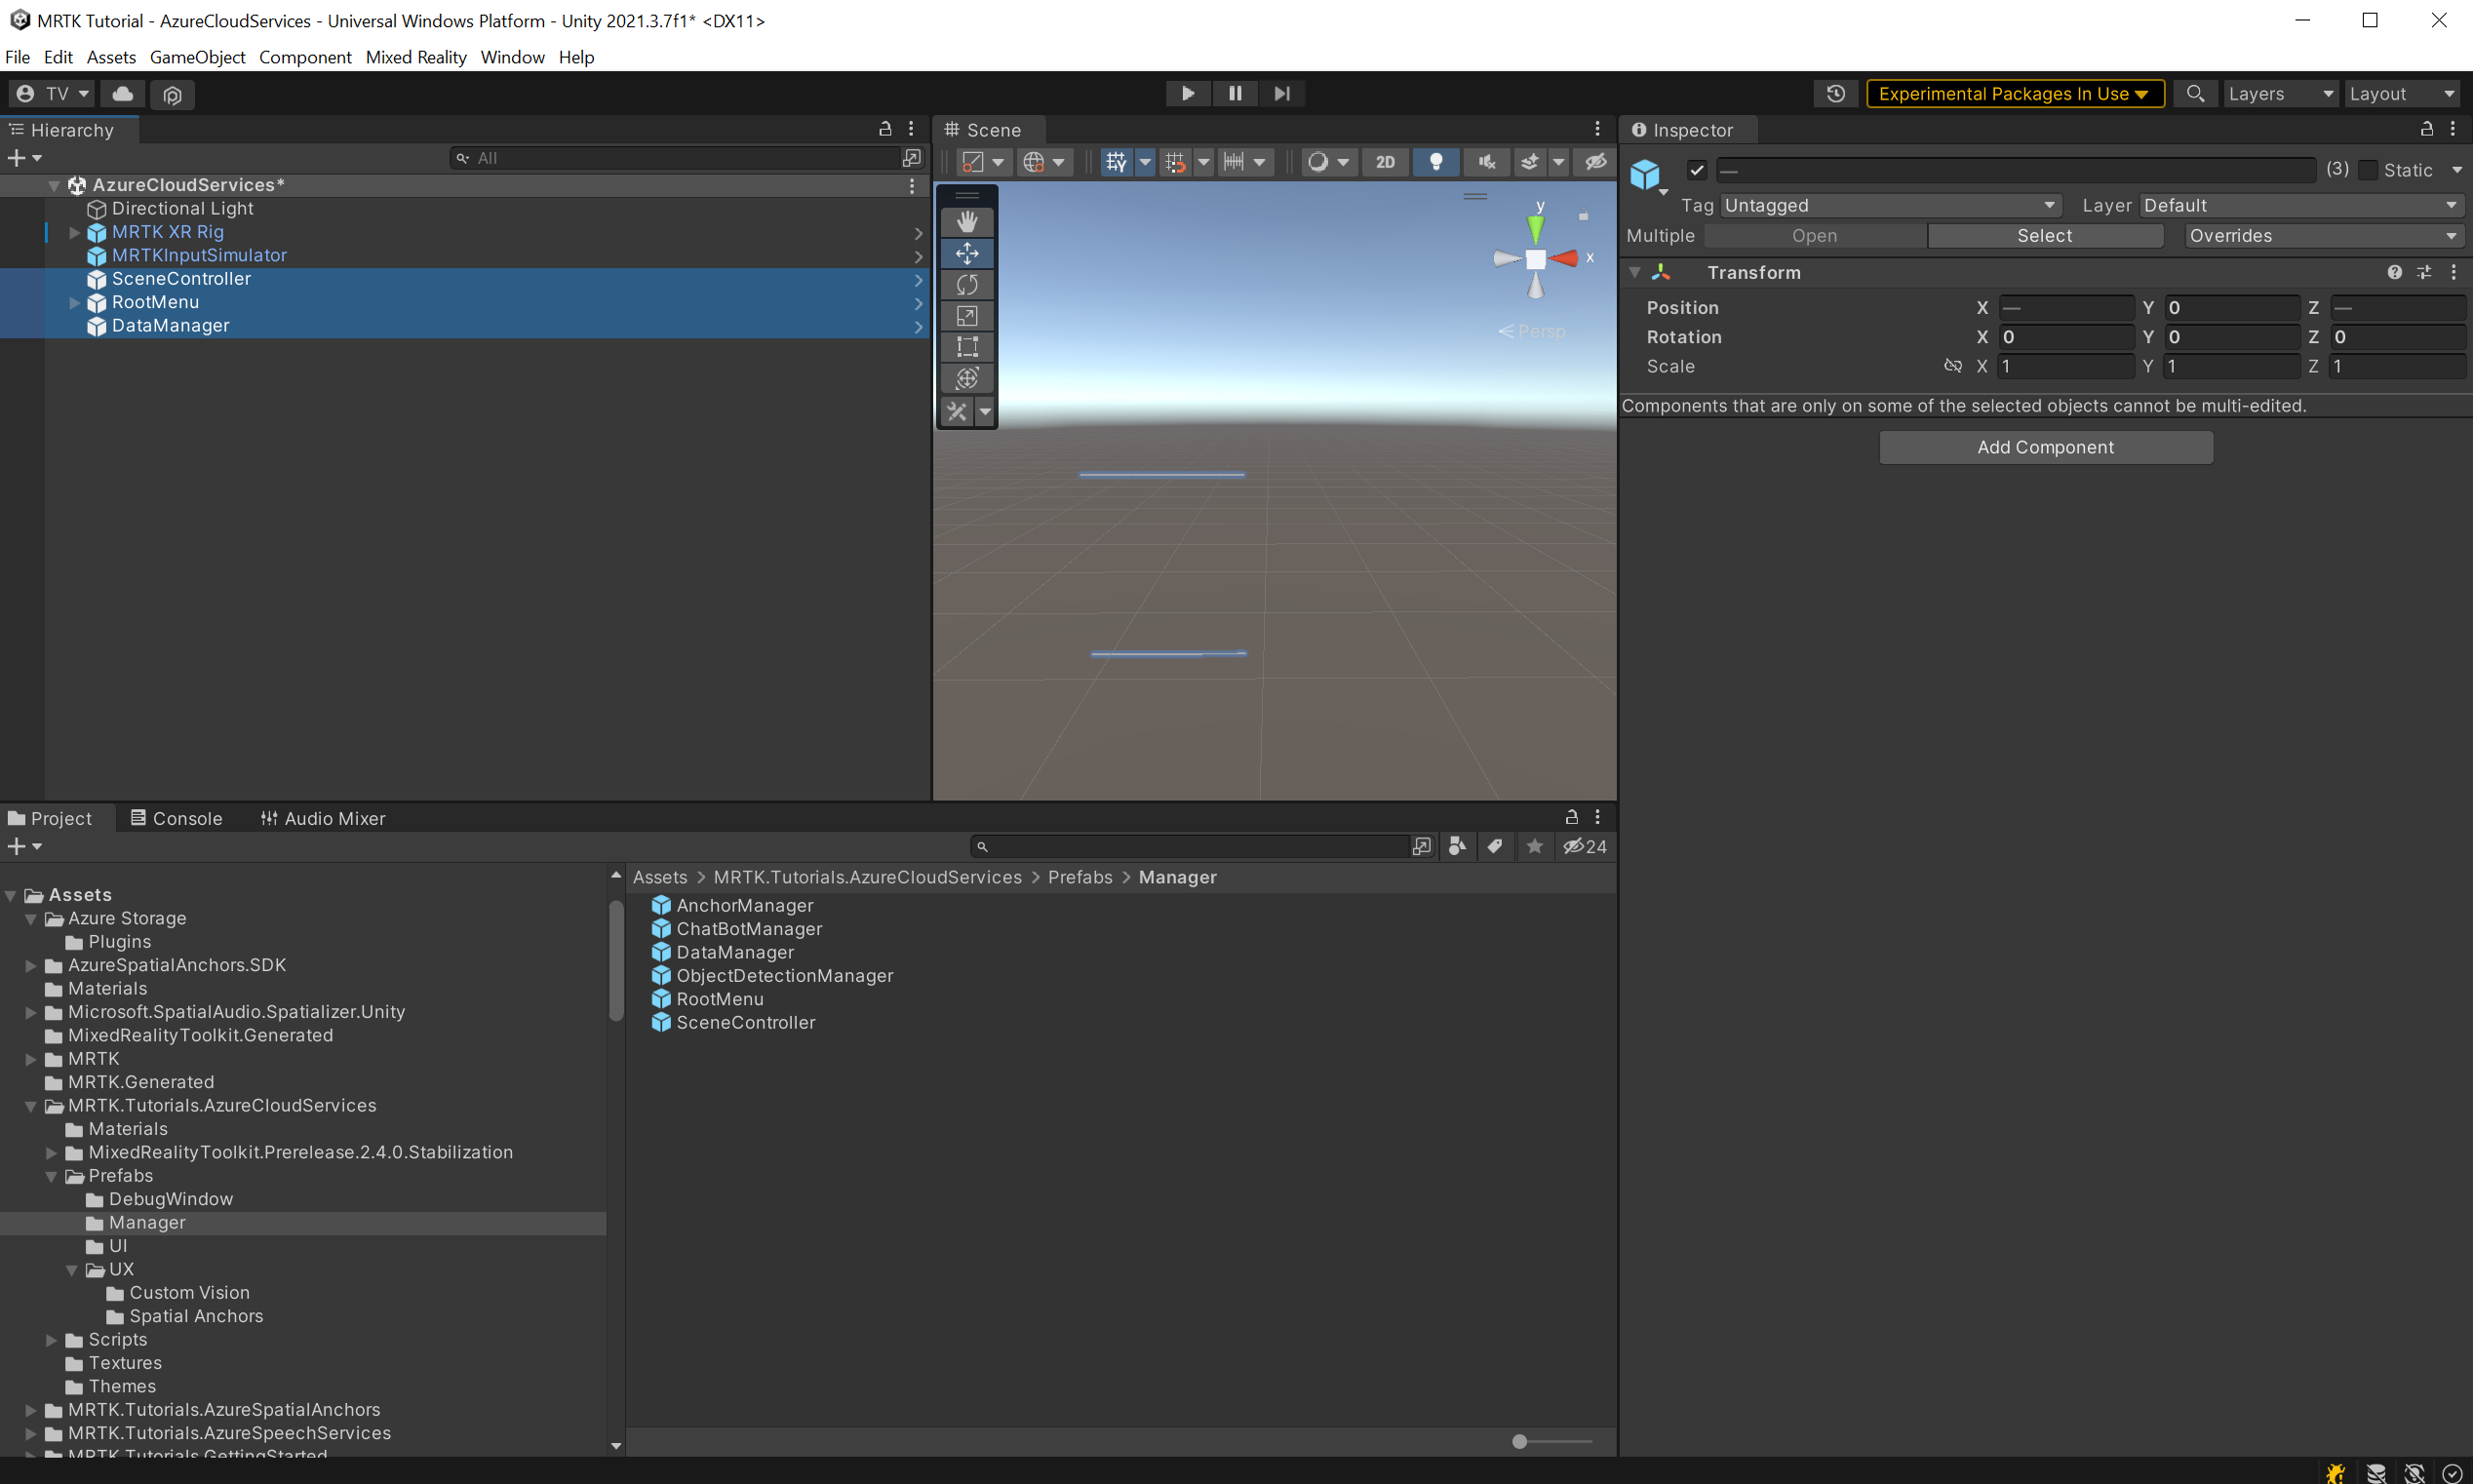 MRTK Tutorial - AzureCloudServices - Universal Windows Platform - Unity 2021.3.7f1* <DX11>
File Edit Assets GameObject Component Mixed Reality Window Help
TV
Experimental Packages In Use
Layers
Layout
Hierarchy
All
AzureCloudServices*
Directional Light
MRTK XR Rig
MRTKInputSimulator
SceneController
RootMenu
DataManager
Scene
2D
y
x
Persp
Inspector
— (3) Static
Tag Untagged Layer Default
Multiple Open Select Overrides
Transform
Position X — Y 0 Z —
Rotation X 0 Y 0 Z 0
Scale X 1 Y 1 Z 1
Components that are only on some of the selected objects cannot be multi-edited.
Add Component
Project Console Audio Mixer
24
Assets
Azure Storage
Plugins
AzureSpatialAnchors.SDK
Materials
Microsoft.SpatialAudio.Spatializer.Unity
MixedRealityToolkit.Generated
MRTK
MRTK.Generated
MRTK.Tutorials.AzureCloudServices
Materials
MixedRealityToolkit.Prerelease.2.4.0.Stabilization
Prefabs
DebugWindow
Manager
UI
UX
Custom Vision
Spatial Anchors
Scripts
Textures
Themes
MRTK.Tutorials.AzureSpatialAnchors
MRTK.Tutorials.AzureSpeechServices
MRTK.Tutorials.GettingStarted
Assets > MRTK.Tutorials.AzureCloudServices > Prefabs > Manager
AnchorManager
ChatBotManager
DataManager
ObjectDetectionManager
RootMenu
SceneController